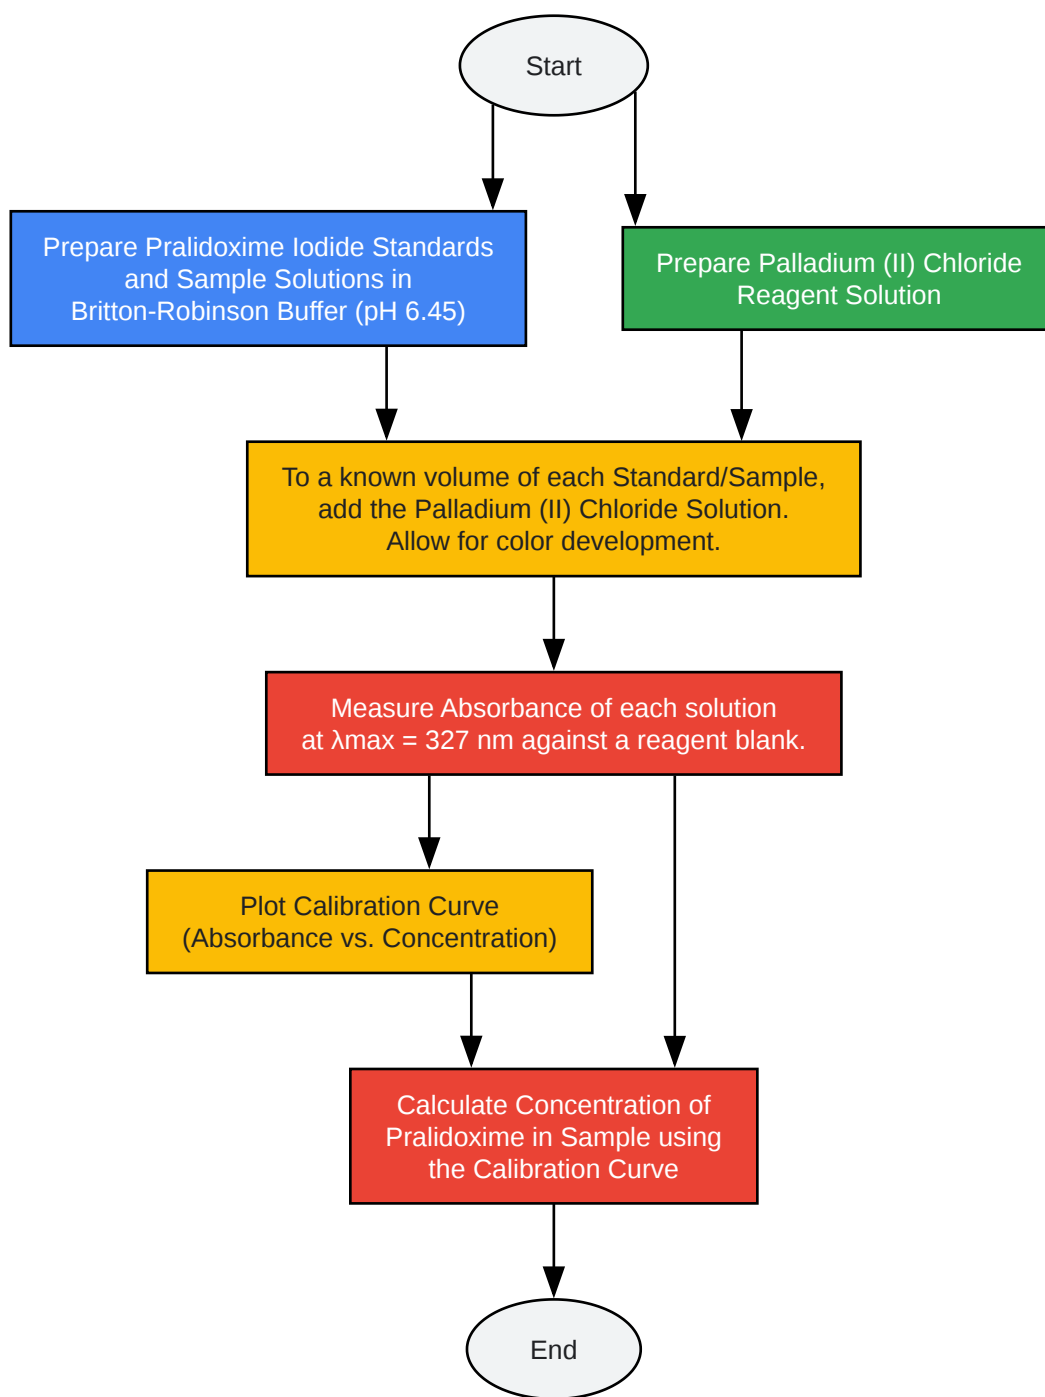 Start
Prepare Pralidoxime Iodide Standards
and Sample Solutions in
Britton-Robinson Buffer (pH 6.45)
Prepare Palladium (II) Chloride
Reagent Solution
To a known volume of each Standard/Sample,
add the Palladium (II) Chloride Solution.
Allow for color development.
Measure Absorbance of each solution
at λmax = 327 nm against a reagent blank.
Plot Calibration Curve
(Absorbance vs. Concentration)
Calculate Concentration of
Pralidoxime in Sample using
the Calibration Curve
End